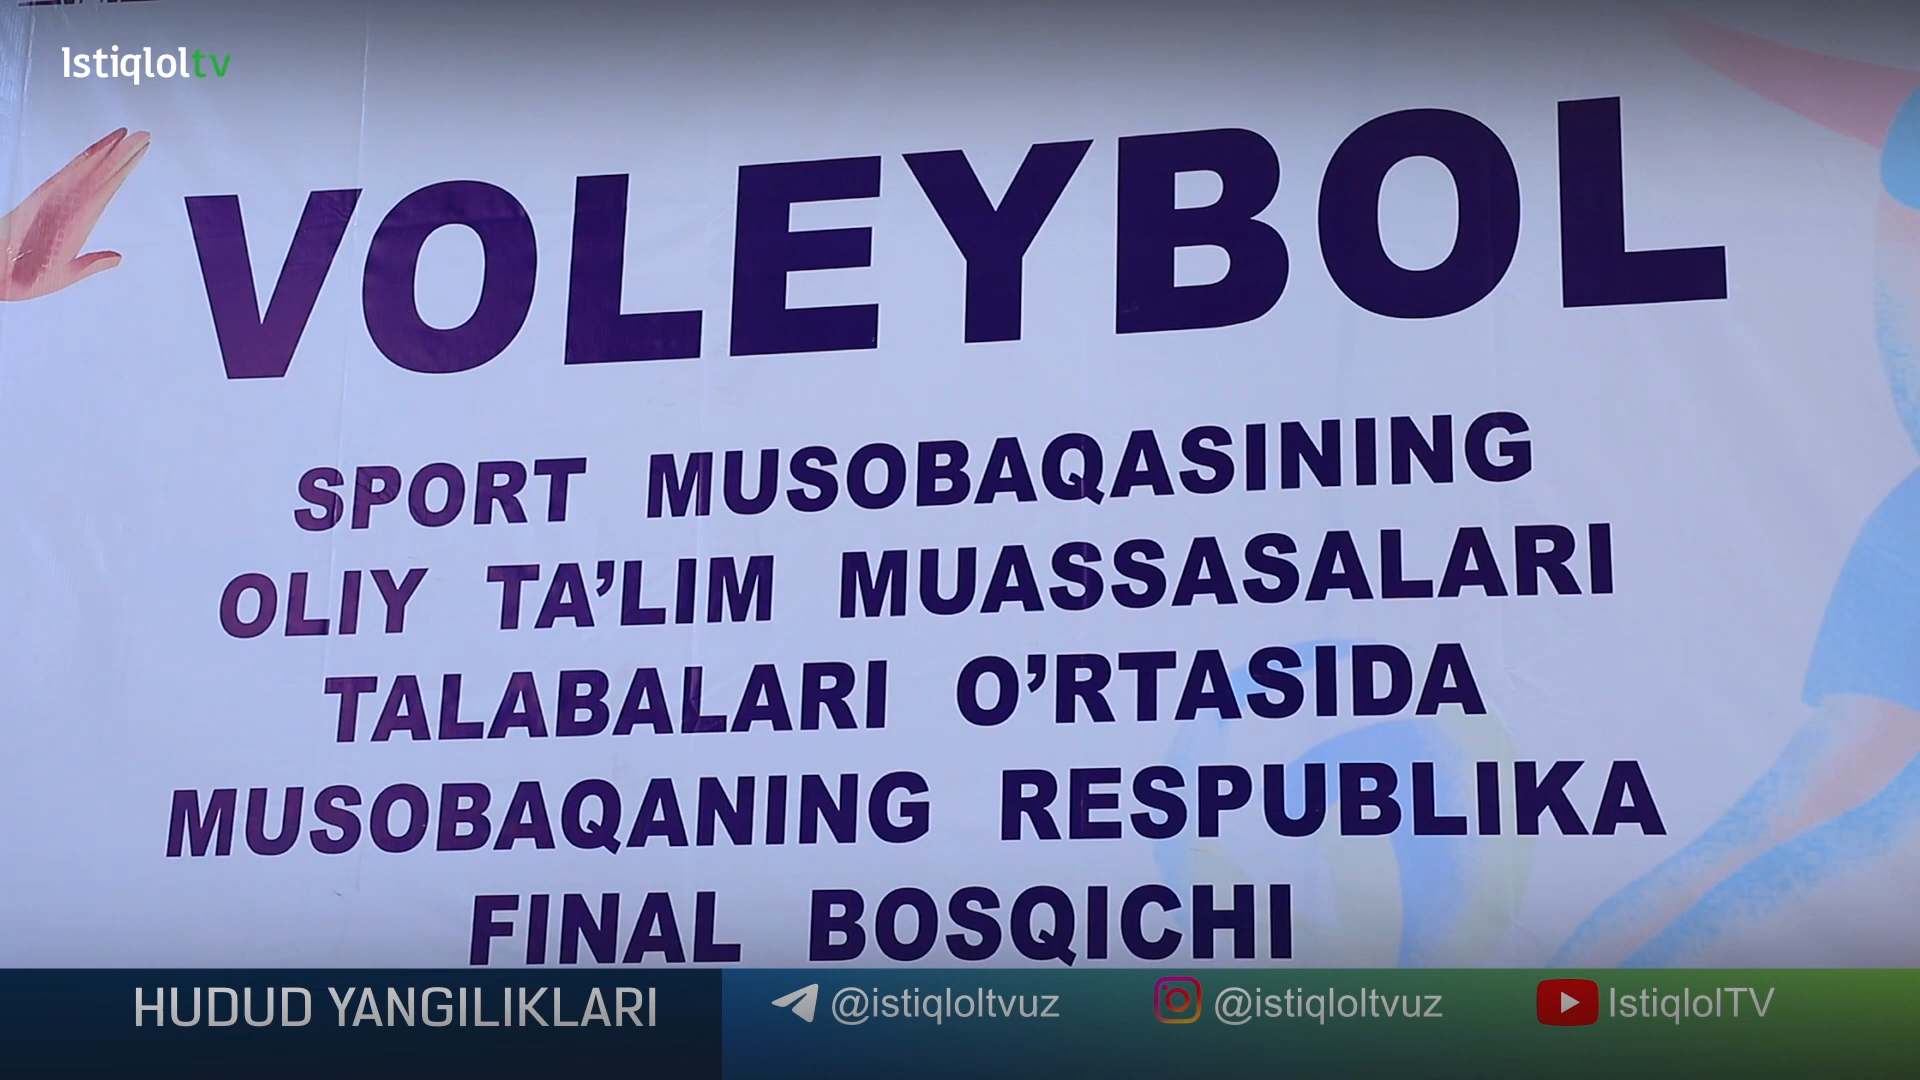 Istiqloltv
VOLEYBOL
SPORT MUSOBAQASINING
OLIY TA’LIM MUASSASALARI
TALABALARI O’RTASIDA
MUSOBAQANING RESPUBLIKA
FINAL BOSQICHI
HUDUD YANGILIKLARI @istiqloltvuz @istiqloltvuz IstiqlolTV